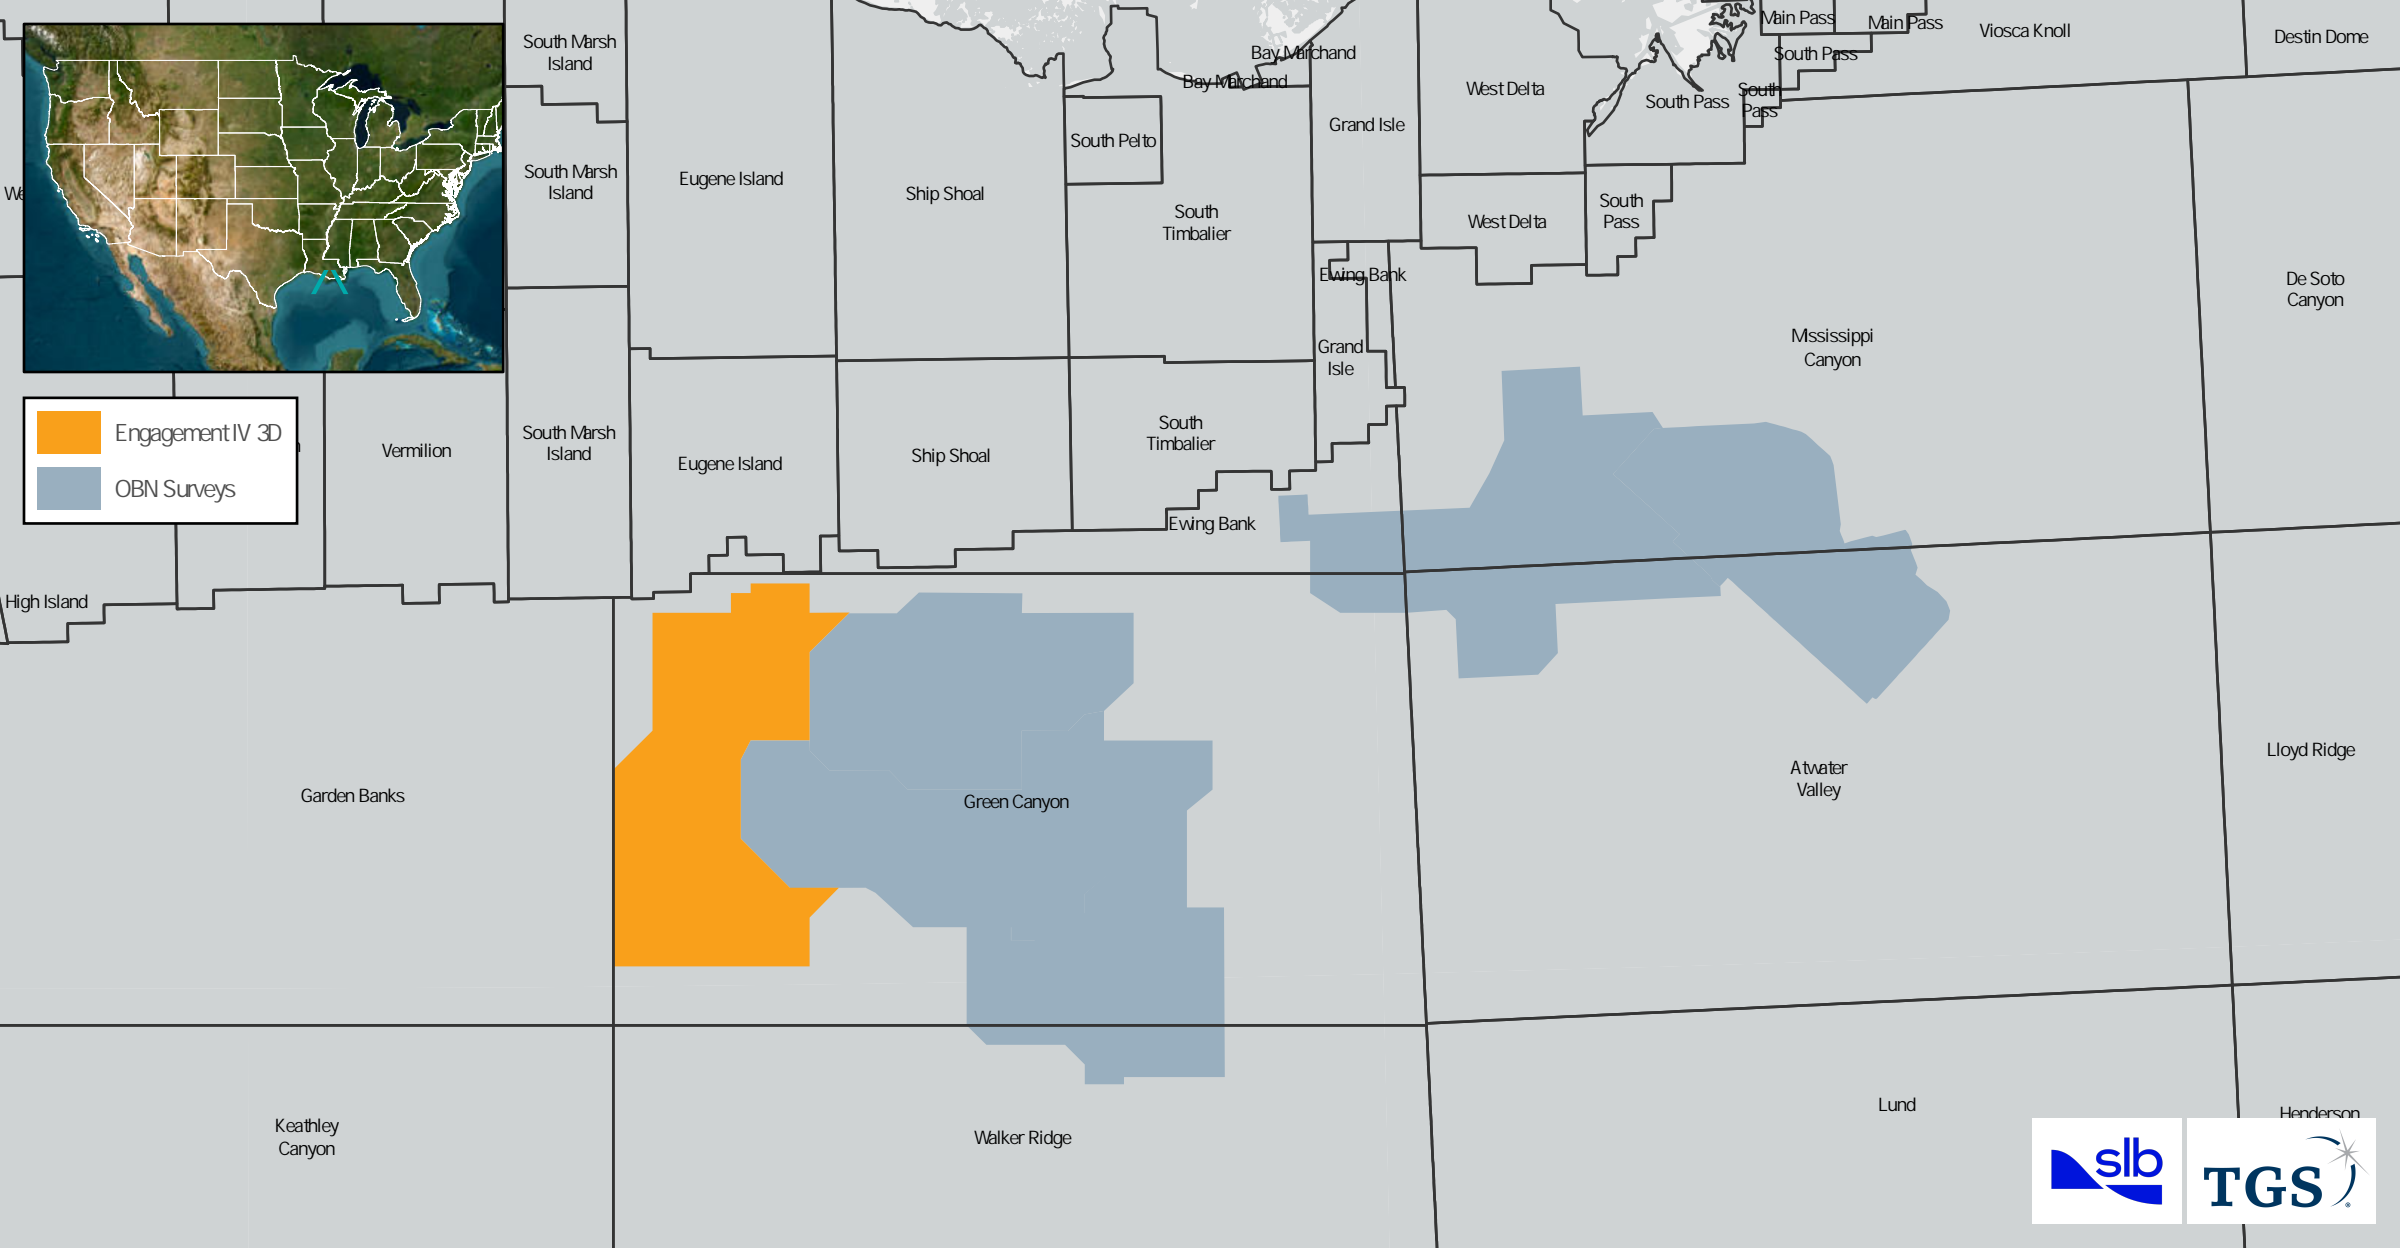 South Marsh
Island
Bay Marchand
Bay Marchand
Main Pass
Main Pass
Viosca Knoll
Destin Dome
South Pass
South
Pass
South Pass
West Delta
Grand Isle
South Pelto
South Marsh
Island
Eugene Island
Ship Shoal
South
Timbalier
West Delta
South
Pass
Ewing Bank
De Soto
Canyon
Mississippi
Canyon
Grand
Isle
Engagement IV 3D
OBN Surveys
Vermilion
South Marsh
Island
Eugene Island
Ship Shoal
South
Timbalier
Ewing Bank
High Island
Garden Banks
Green Canyon
Atwater
Valley
Lloyd Ridge
Keathley
Canyon
Walker Ridge
Lund
Henderson
slb
TGS